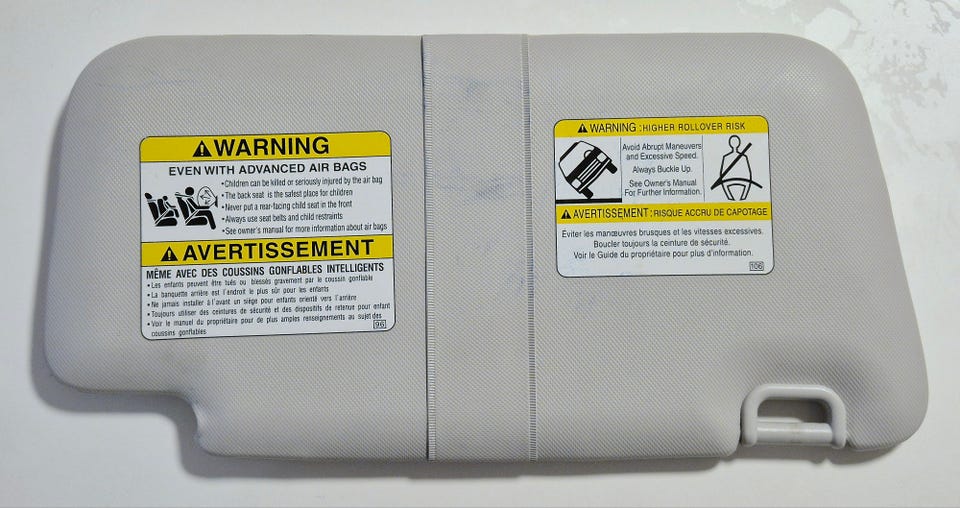 WARNING
EVEN WITH ADVANCED AIR BAGS
•Children can be killed or seriously injured by the air bag
•The back seat is the safest place for children
•Never put a rear-facing child seat in the front
•Always use seat belts and child restraints
•See owner's manual for more information about air bags
AVERTISSEMENT
MÊME AVEC DES COUSSINS GONFLABLES INTELLIGENTS
•Les enfants peuvent être tués ou blessés gravement par le coussin gonflable
•La banquette arrière est l'endroit le plus sûr pour les enfants
•Ne jamais installer à l'avant un siège pour enfants orienté vers l'arrière
•Toujours utiliser des ceintures de sécurité et des dispositifs de retenue pour enfant
•Voir le manuel du propriétaire pour de plus amples renseignements au sujet des
coussins gonflables
96
WARNING : HIGHER ROLLOVER RISK
Avoid Abrupt Maneuvers
and Excessive Speed.
Always Buckle Up.
See Owner's Manual
For Further Information.
AVERTISSEMENT : RISQUE ACCRU DE CAPOTAGE
Éviter les manœuvres brusques et les vitesses excessives.
Boucler toujours la ceinture de sécurité.
Voir le Guide du propriétaire pour plus d'information.
106